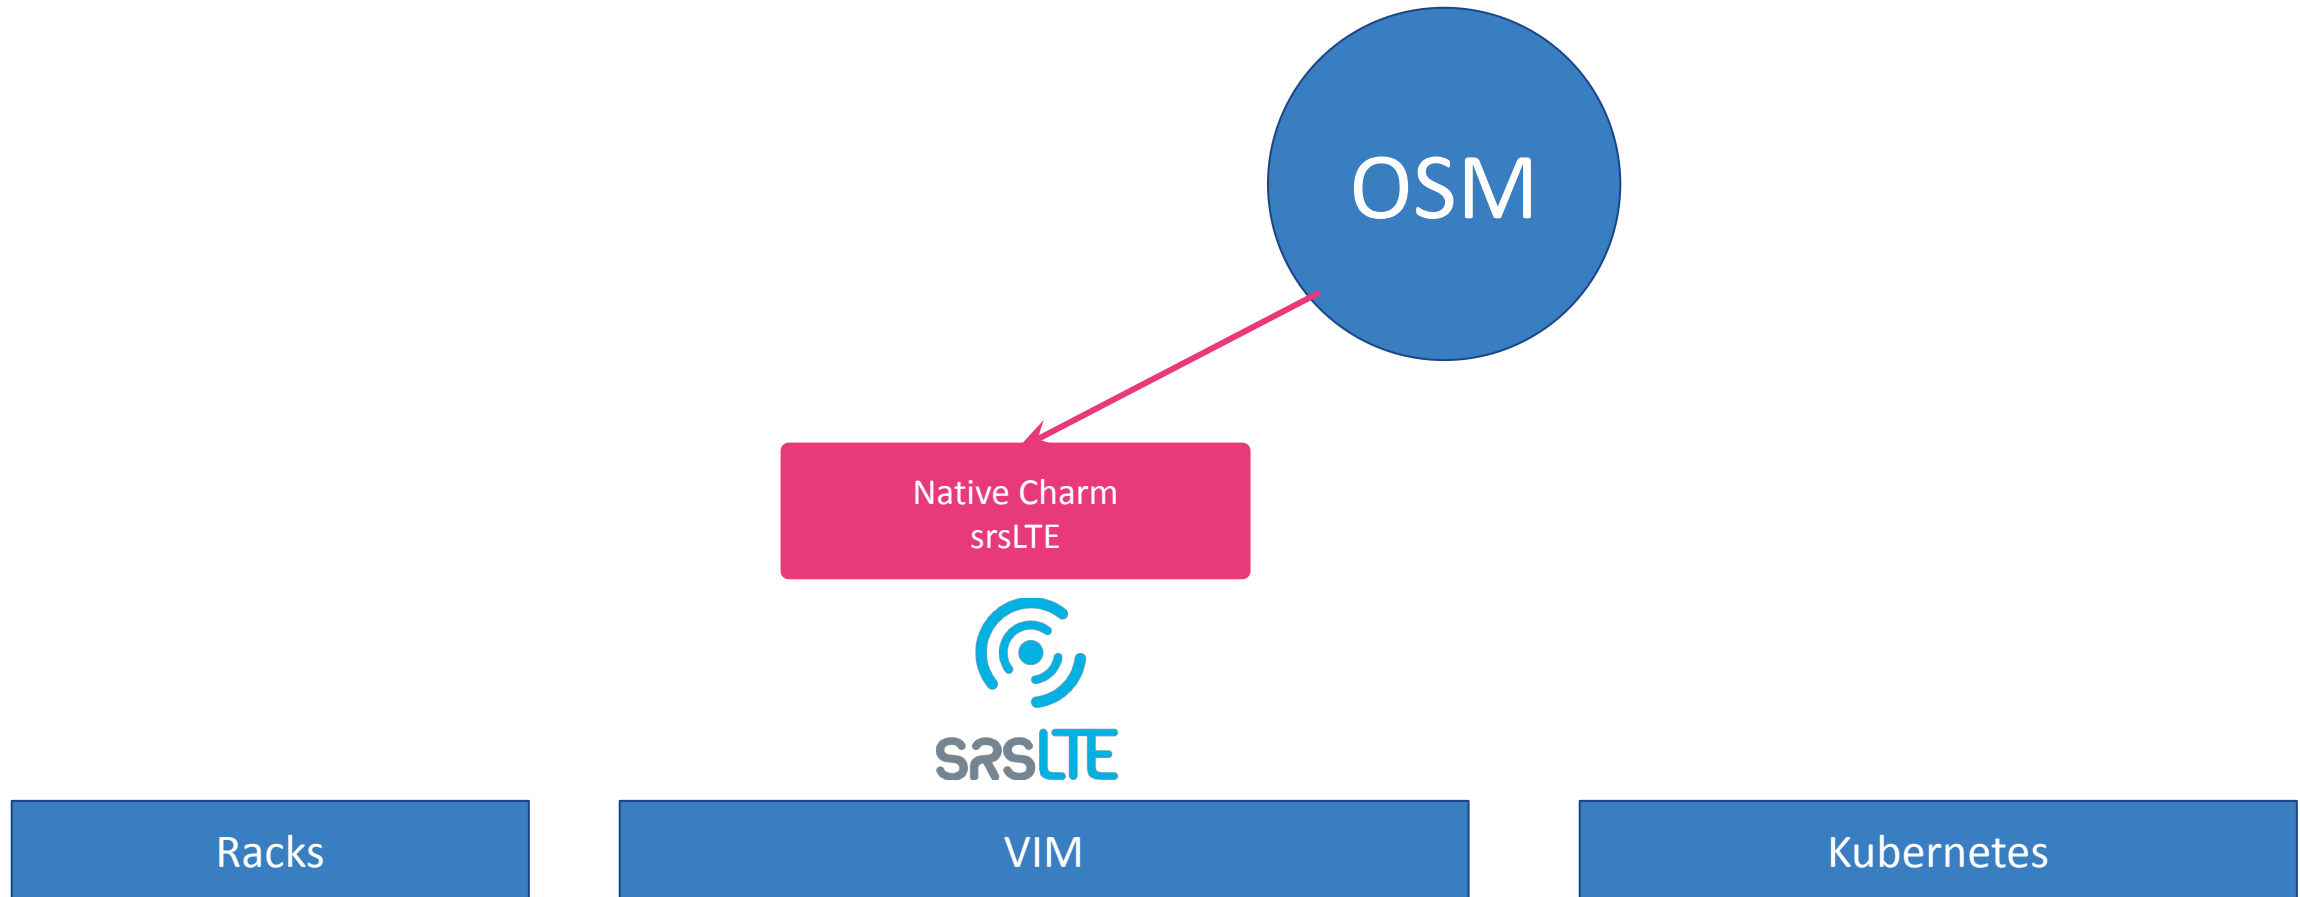 OSM
Native Charm
srsLTE
SRSLTE
Racks
VIM
Kubernetes